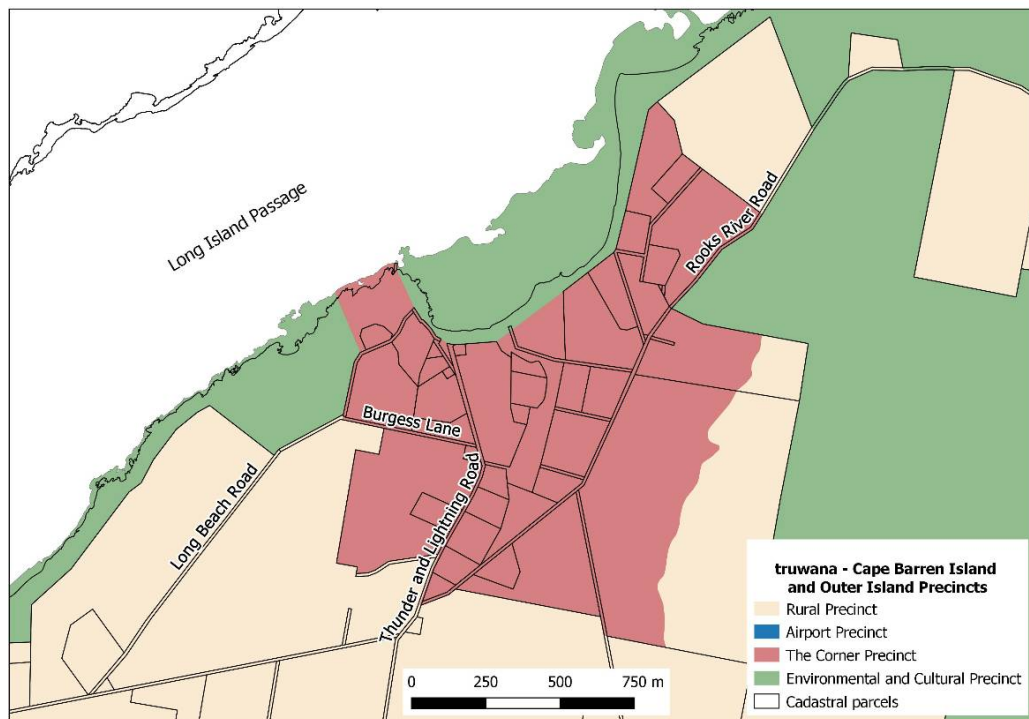 Long Island Passage
Rooks River Road
Burgess Lane
Long Beach Road
Thunder and Lightning Road
0 250 500 750 m
truwana - Cape Barren Island
and Outer Island Precincts
Rural Precinct
Airport Precinct
The Corner Precinct
Environmental and Cultural Precinct
Cadastral parcels